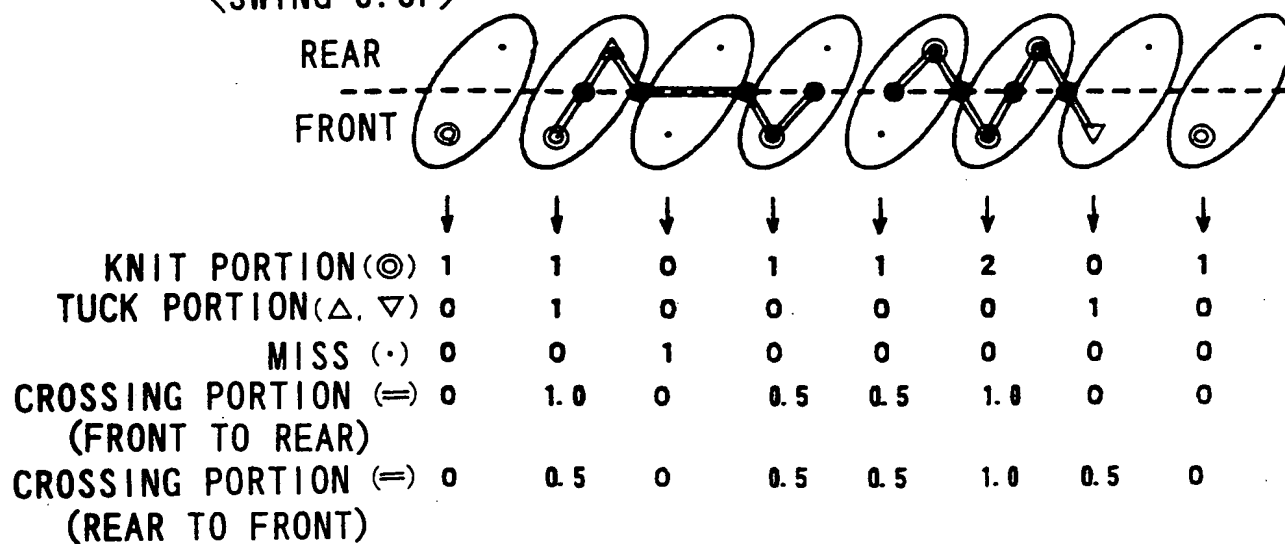 REAR
FRONT
KNIT PORTION(◎) 1 1 0 1 1 2 0 1
TUCK PORTION(△, ▽) 0 1 0 0 0 0 1 0
MISS (·) 0 0 1 0 0 0 0 0
CROSSING PORTION (=) 0 1.0 0 0.5 0.5 1.0 0 0
(FRONT TO REAR)
CROSSING PORTION (=) 0 0.5 0 0.5 0.5 1.0 0.5 0
(REAR TO FRONT)